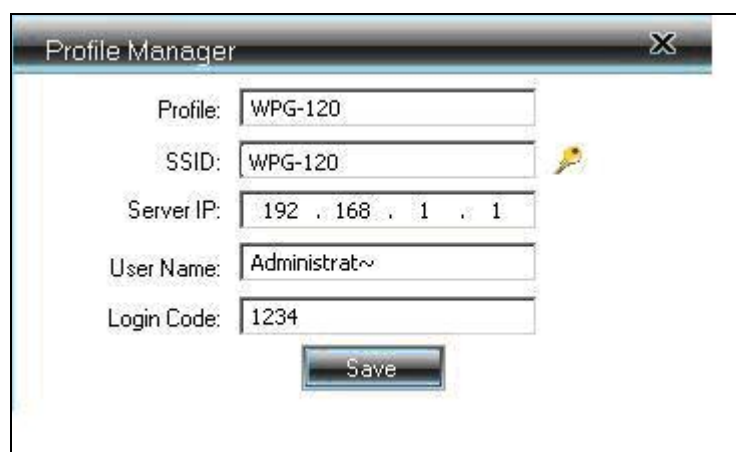 Profile Manager X
Profile: WPG-120
SSID: WPG-120
Server IP: 192 . 168 . 1 . 1
User Name: Administrat~
Login Code: 1234
Save